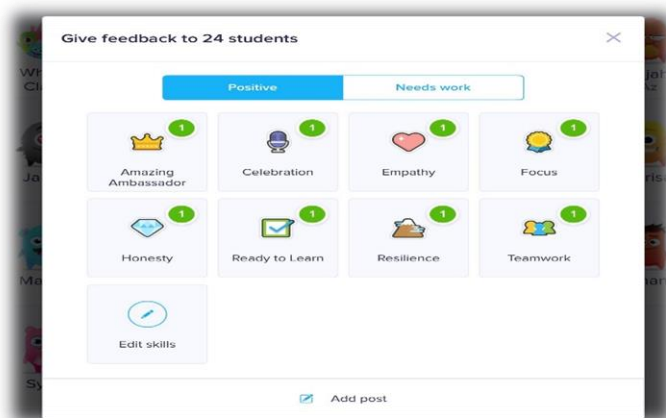 Give feedback to 24 students
Positive
Needs work
1
1
1
1
Amazing
Ambassador
Celebration
Empathy
Focus
1
1
1
1
Honesty
Ready to Learn
Resilience
Teamwork
Edit skills
Add post